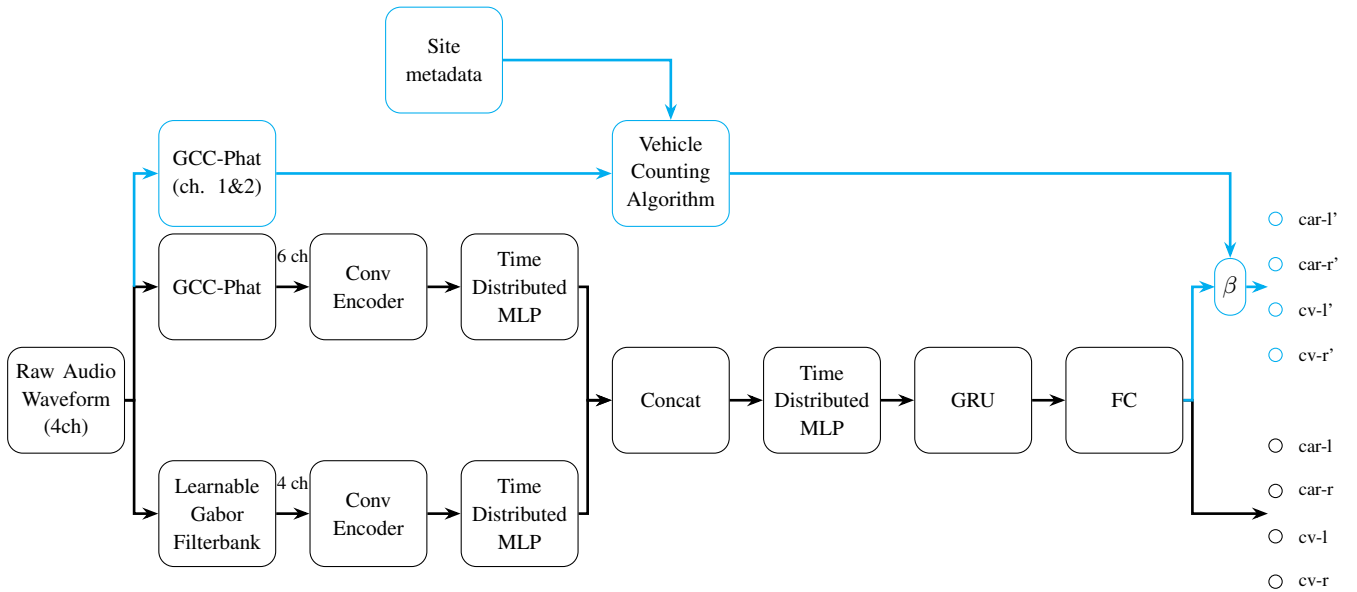 Site
metadata
GCC-Phat
(ch. 1&2)
Vehicle
Counting
Algorithm
car-l’
car-r’
cv-l’
cv-r’
β
GCC-Phat
6 ch
Conv
Encoder
Time
Distributed
MLP
Raw Audio
Waveform
(4ch)
Concat
Time
Distributed
MLP
GRU
FC
Learnable
Gabor
Filterbank
4 ch
Conv
Encoder
Time
Distributed
MLP
car-l
car-r
cv-l
cv-r